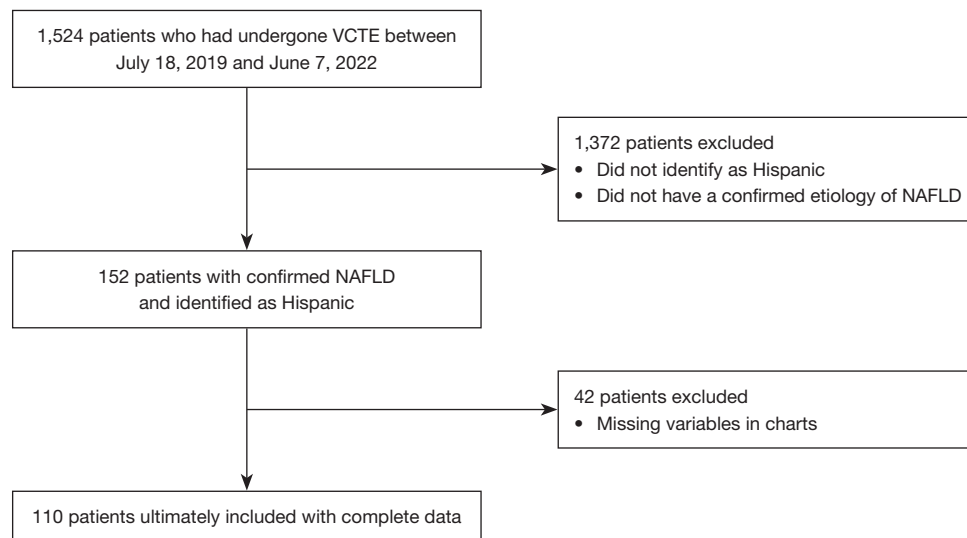 1,524 patients who had undergone VCTE between
July 18, 2019 and June 7, 2022
1,372 patients excluded
• Did not identify as Hispanic
• Did not have a confirmed etiology of NAFLD
152 patients with confirmed NAFLD
and identified as Hispanic
42 patients excluded
• Missing variables in charts
110 patients ultimately included with complete data